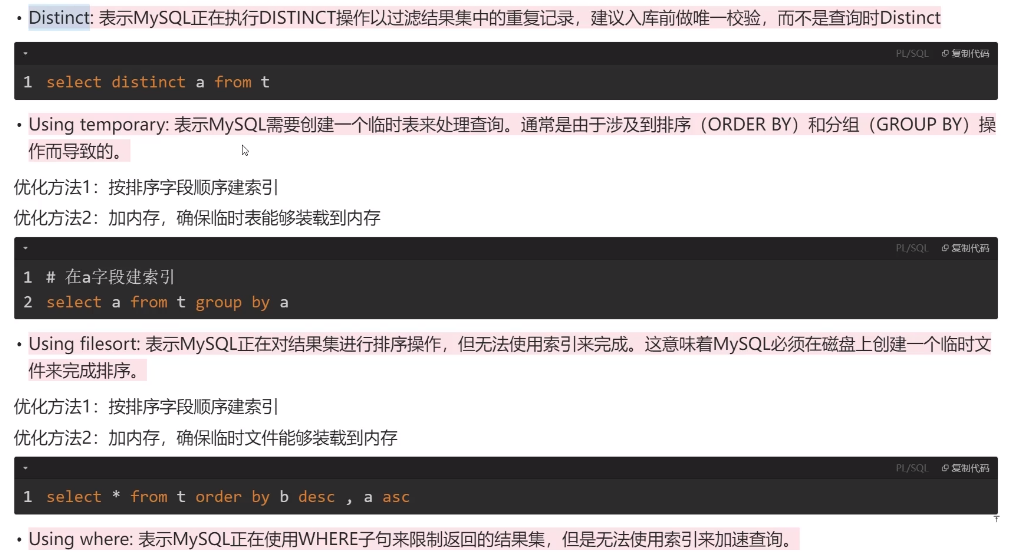 • Distinct: 表示MySQL正在执行DISTINCT操作以过滤结果集中的重复记录，建议入库前做唯一校验，而不是查询时Distinct
PL/SQL 复制代码
1 select distinct a from t
• Using temporary: 表示MySQL需要创建一个临时表来处理查询。通常是由于涉及到排序（ORDER BY）和分组（GROUP BY）操
作而导致的。
优化方法1：按排序字段顺序建索引
优化方法2：加内存，确保临时表能够装载到内存
PL/SQL 复制代码
1 # 在a字段建索引
2 select a from t group by a
• Using filesort: 表示MySQL正在对结果集进行排序操作，但无法使用索引来完成。这意味着MySQL必须在磁盘上创建一个临时文
件来完成排序。
优化方法1：按排序字段顺序建索引
优化方法2：加内存，确保临时文件能够装载到内存
PL/SQL 复制代码
1 select * from t order by b desc , a asc
• Using where: 表示MySQL正在使用WHERE子句来限制返回的结果集，但是无法使用索引来加速查询。